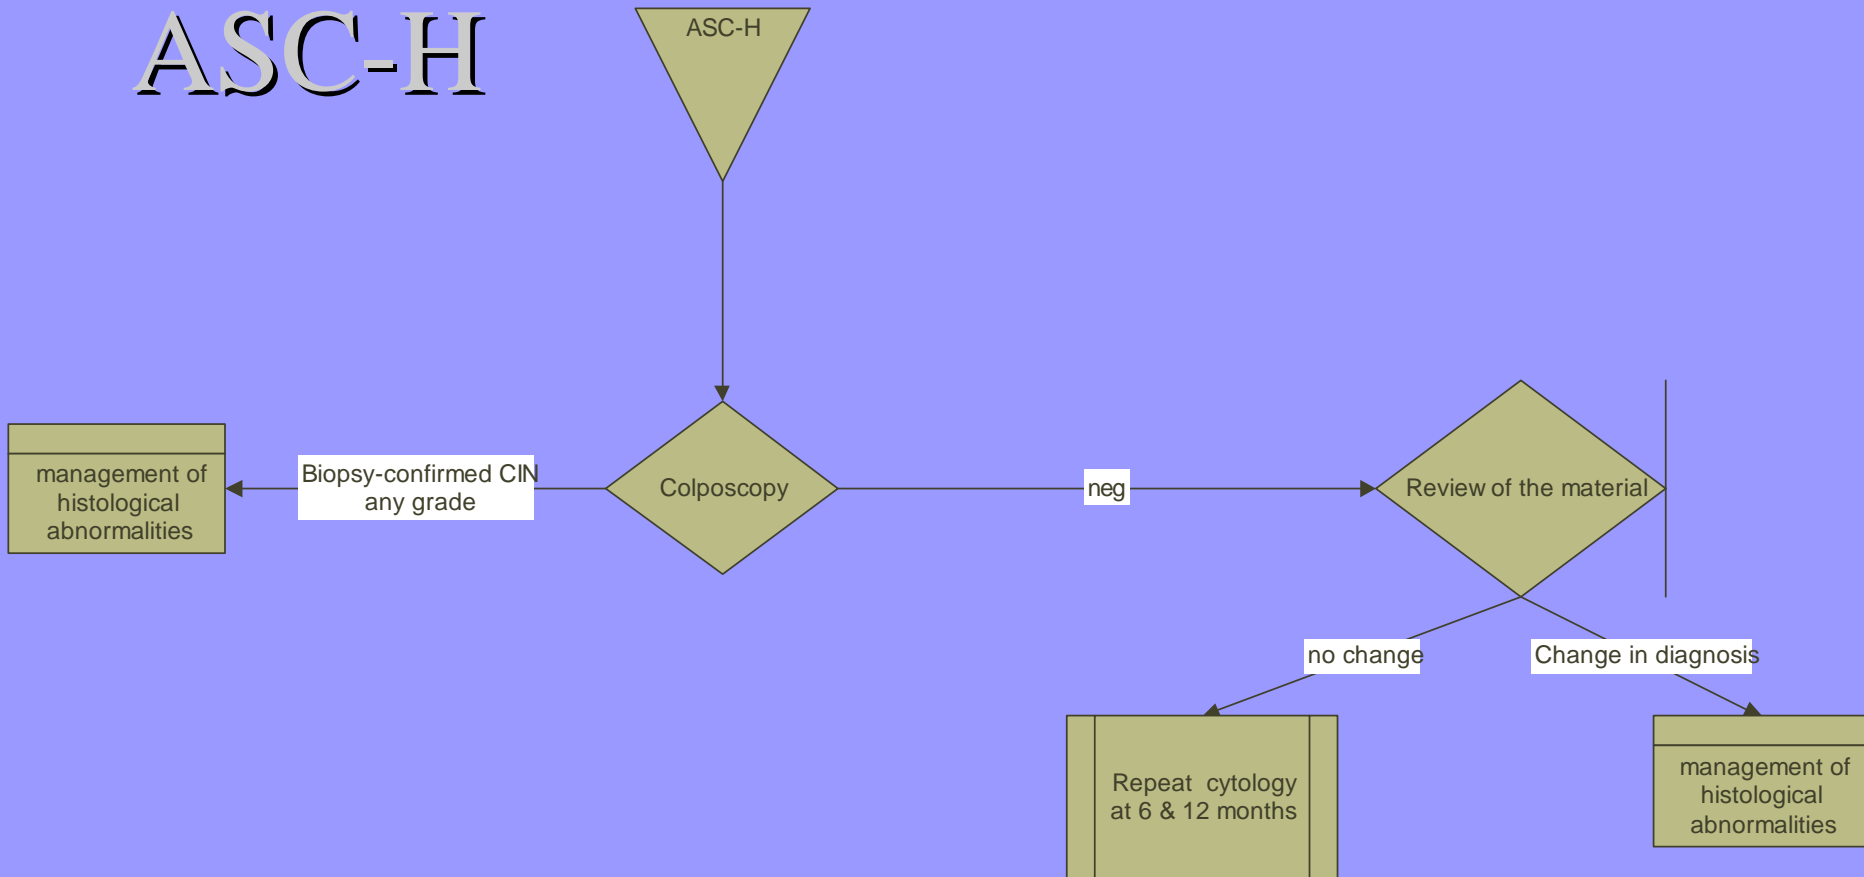 ASC-H
ASC-H
management of
histological
abnormalities
Biopsy-confirmed CIN
any grade
Colposcopy
neg
Review of the material
no change
Change in diagnosis
Repeat cytology
at 6 & 12 months
management of
histological
abnormalities